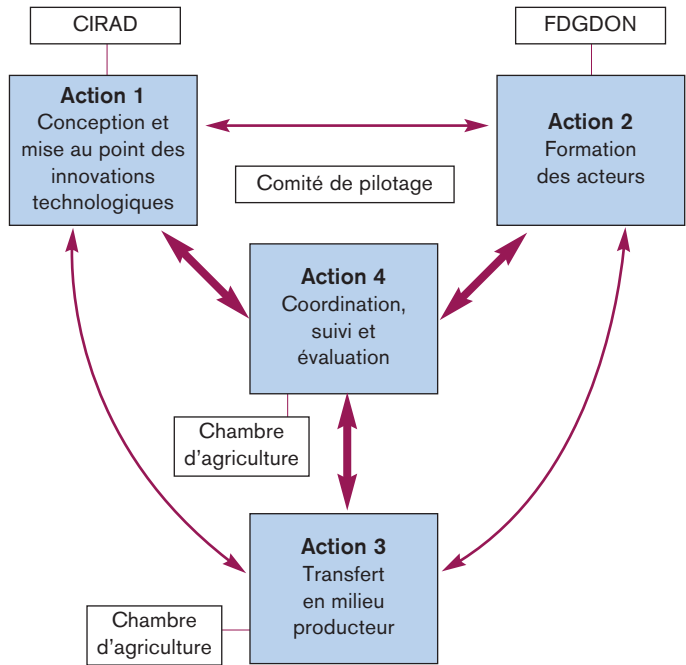 CIRAD
FDGDON
Action 1
Conception et
mise au point des
innovations
technologiques
Action 2
Formation
des acteurs
Comité de pilotage
Action 4
Coordination,
suivi et
évaluation
Chambre
d'agriculture
Action 3
Transfert
en milieu
producteur
Chambre
d'agriculture